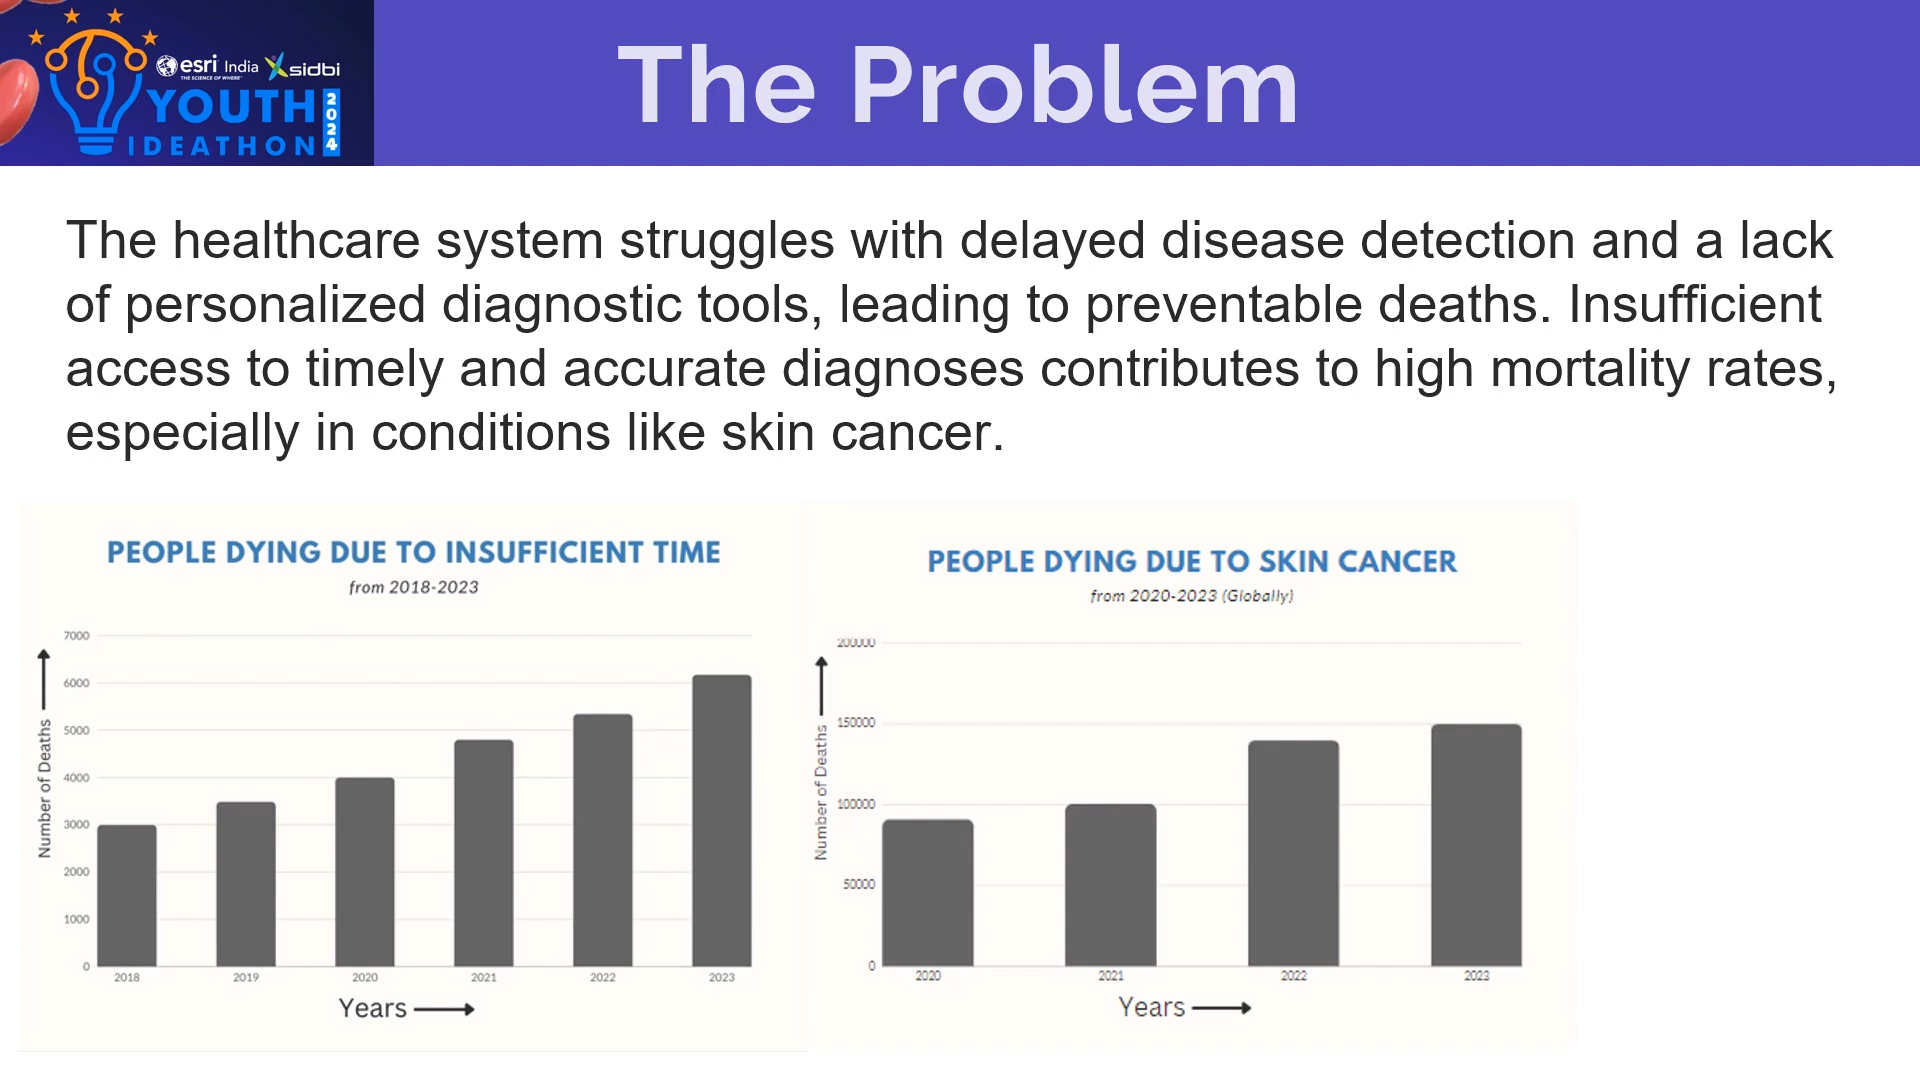 esri India sidbi
THE SCIENCE OF WHERE
YOUTH
IDEATHON
2024
The Problem
The healthcare system struggles with delayed disease detection and a lack
of personalized diagnostic tools, leading to preventable deaths. Insufficient
access to timely and accurate diagnoses contributes to high mortality rates,
especially in conditions like skin cancer.
PEOPLE DYING DUE TO INSUFFICIENT TIME
from 2018-2023
Number of Deaths
7000
6000
5000
4000
3000
2000
1000
0
2018 2019 2020 2021 2022 2023
Years
PEOPLE DYING DUE TO SKIN CANCER
from 2020-2023 (Globally)
Number of Deaths
200000
150000
100000
50000
0
2020 2021 2022 2023
Years